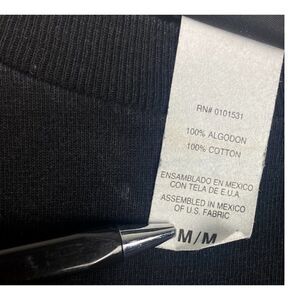 RN# 0101531
100% ALGODON
100% COTTON
ENSAMBLADO EN MEXICO
CON TELA DE E.U.A.
ASSEMBLED IN MEXICO
OF U.S. FABRIC
M/M